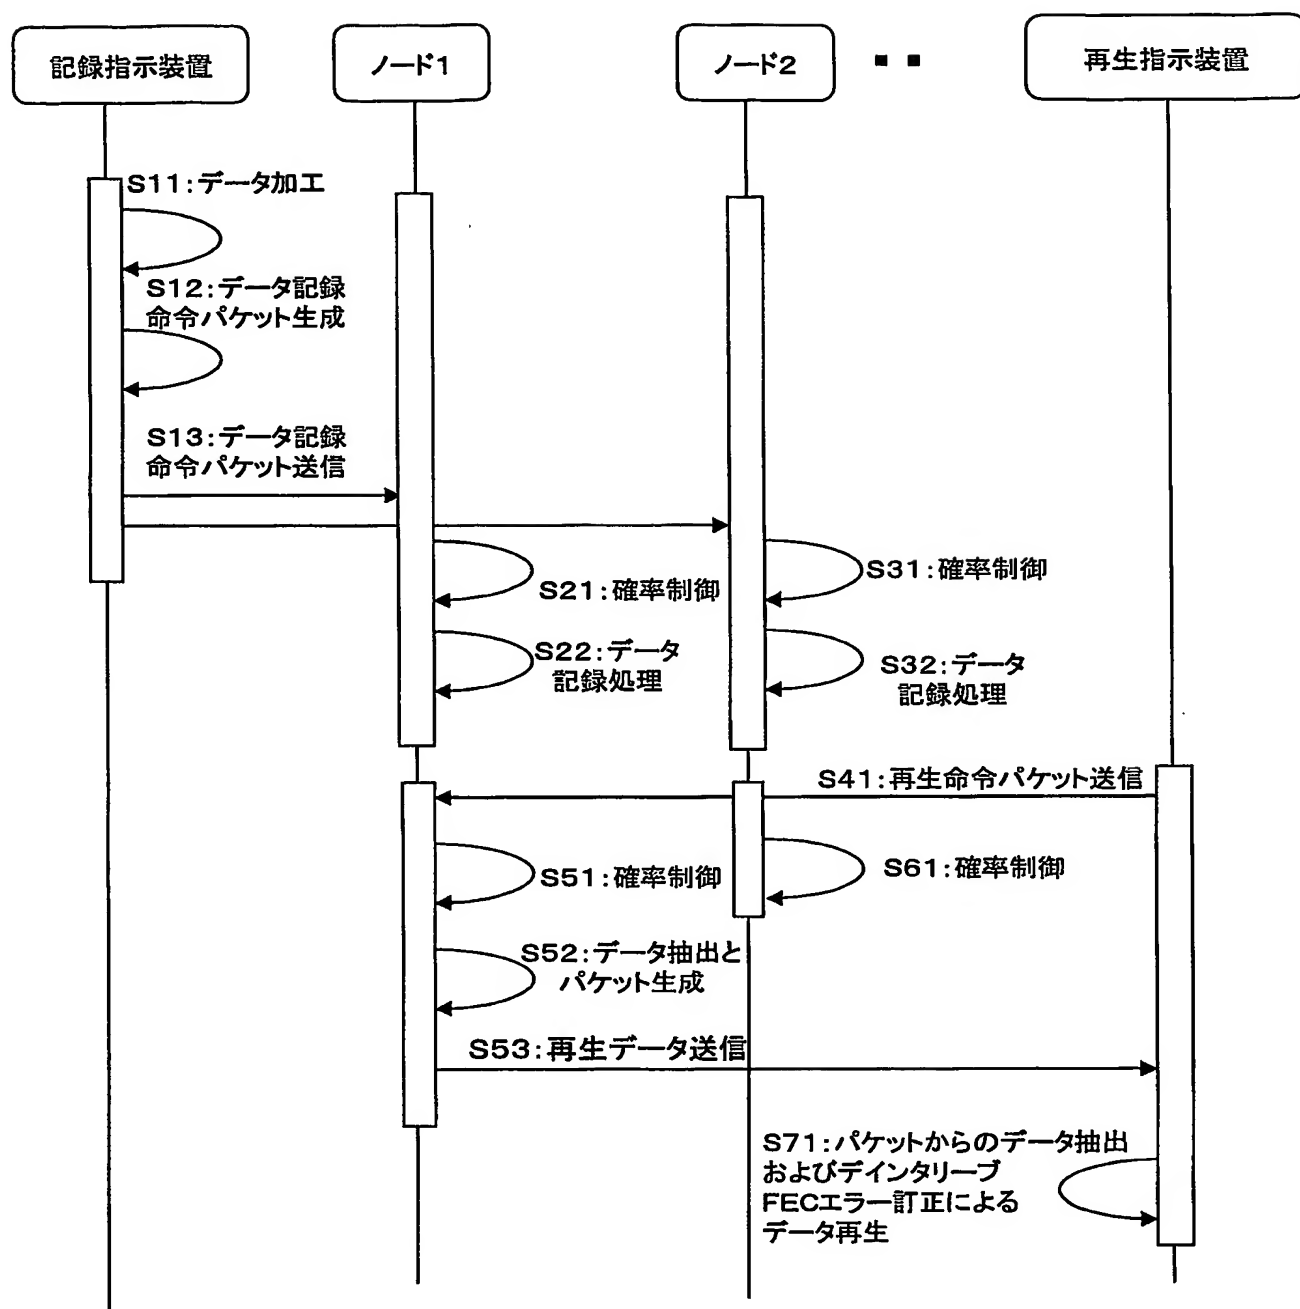 記録指示装置
ノード1
ノード2
再生指示装置
S11:データ加工
S12:データ記録
命令パケット生成
S13:データ記録
命令パケット送信
S21:確率制御
S31:確率制御
S22:データ
記録処理
S32:データ
記録処理
S41:再生命令パケット送信
S51:確率制御
S61:確率制御
S52:データ抽出と
パケット生成
S53:再生データ送信
S71:パケットからのデータ抽出
およびデインタリーブ
FECエラー訂正による
データ再生